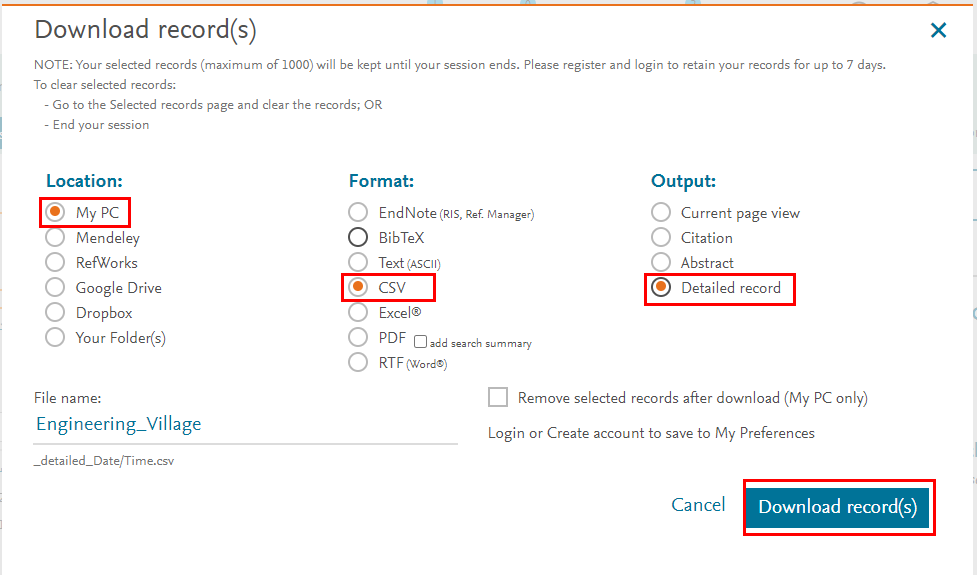 Download record(s)
NOTE: Your selected records (maximum of 1000) will be kept until your session ends. Please register and login to retain your records for up to 7 days.
To clear selected records:
- Go to the Selected records page and clear the records; OR
- End your session
Location:
My PC
Mendeley
RefWorks
Google Drive
Dropbox
Your Folder(s)
Format:
EndNote (RIS, Ref. Manager)
BibTeX
Text (ASCII)
CSV
Excel®
PDF add search summary
RTF (Word®)
Output:
Current page view
Citation
Abstract
Detailed record
File name:
Engineering_Village
_detailed_Date/Time.csv
Remove selected records after download (My PC only)
Login or Create account to save to My Preferences
Cancel
Download record(s)